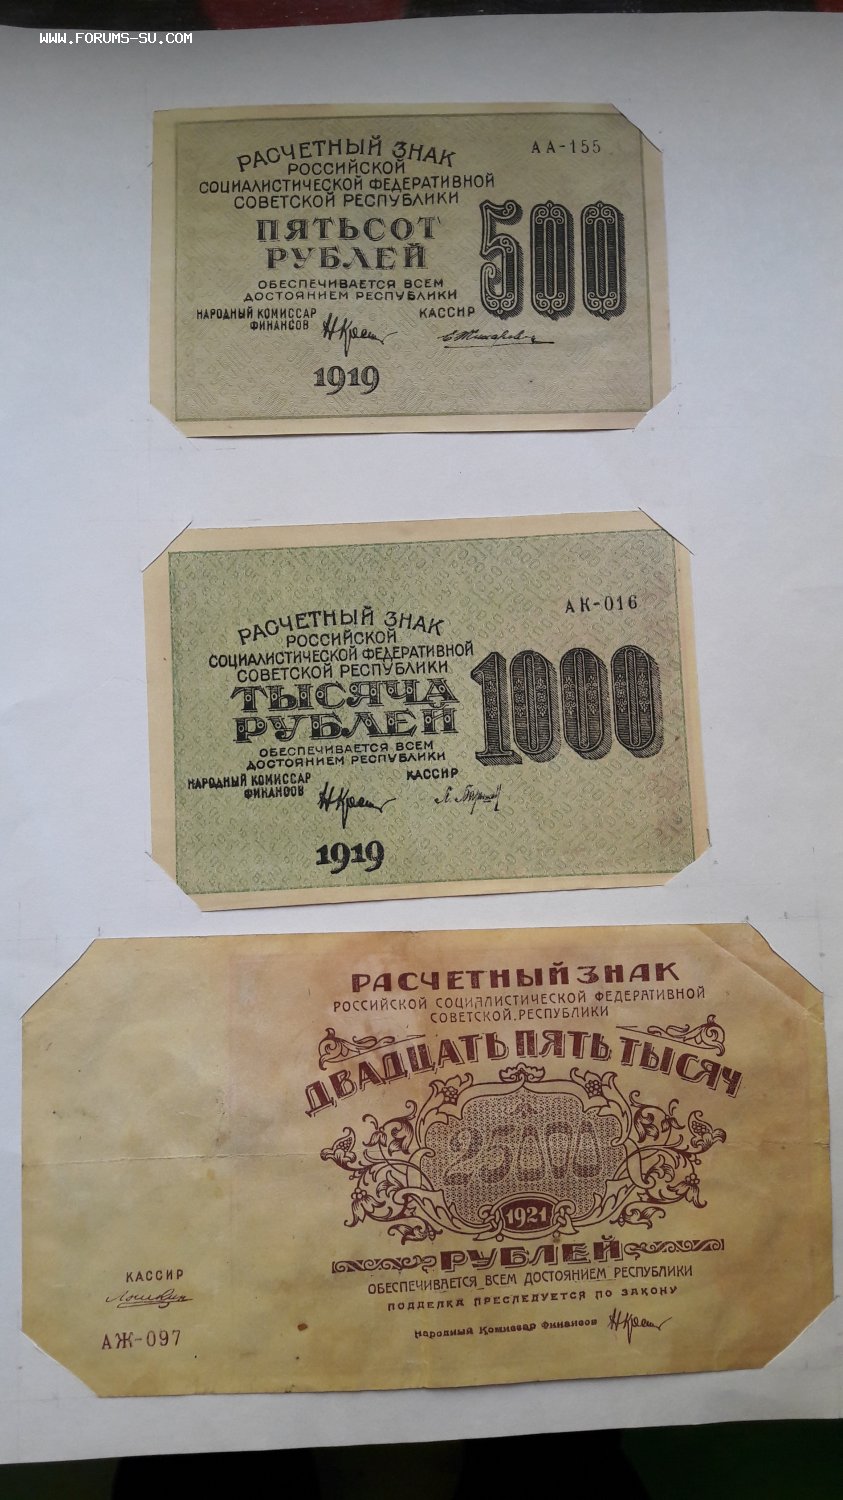 WWW.FORUMS-SU.COM
РАСЧЕТНЫЙ ЗНАК
АА-155
РОССИЙСКОЙ
СОЦИАЛИСТИЧЕСКОЙ ФЕДЕРАТИВНОЙ
СОВЕТСКОЙ РЕСПУБЛИКИ
ПЯТЬСОТ
РУБЛЕЙ
500
ОБЕСПЕЧИВАЕТСЯ ВСЕМ
ДОСТОЯНИЕМ РЕСПУБЛИКИ
НАРОДНЫЙ КОМИССАР
ФИНАНСОВ
КАССИР
1919
РАСЧЕТНЫЙ ЗНАК
АК-016
РОССИЙСКОЙ
СОЦИАЛИСТИЧЕСКОЙ ФЕДЕРАТИВНОЙ
СОВЕТСКОЙ РЕСПУБЛИКИ
ТЫСЯЧА
РУБЛЕЙ
1000
ОБЕСПЕЧИВАЕТСЯ ВСЕМ
ДОСТОЯНИЕМ РЕСПУБЛИКИ
НАРОДНЫЙ КОМИССАР
ФИНАНСОВ
КАССИР
1919
РАСЧЕТНЫЙ ЗНАК
РОССИЙСКОЙ СОЦИАЛИСТИЧЕСКОЙ ФЕДЕРАТИВНОЙ
СОВЕТСКОЙ РЕСПУБЛИКИ
ДВАДЦАТЬ ПЯТЬ ТЫСЯЧ
25000
1921
РУБЛЕЙ
ОБЕСПЕЧИВАЕТСЯ ВСЕМ ДОСТОЯНИЕМ РЕСПУБЛИКИ
ПОДДЕЛКА ПРЕСЛЕДУЕТСЯ ПО ЗАКОНУ
Народный Комиссар Финансов
КАССИР
АЖ-097